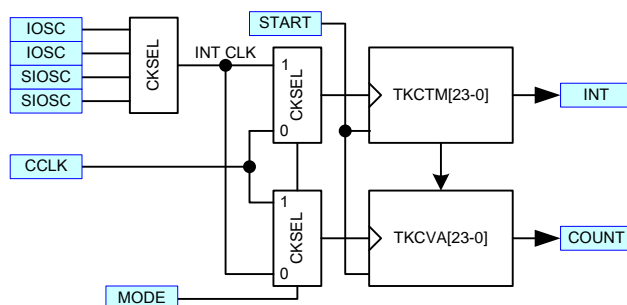 IOSC
IOSC
SIOSC
SIOSC
CKSEL
INT CLK
START
1
CKSEL
0
TKCTM[23-0]
INT
CCLK
1
CKSEL
0
TKCVA[23-0]
COUNT
MODE